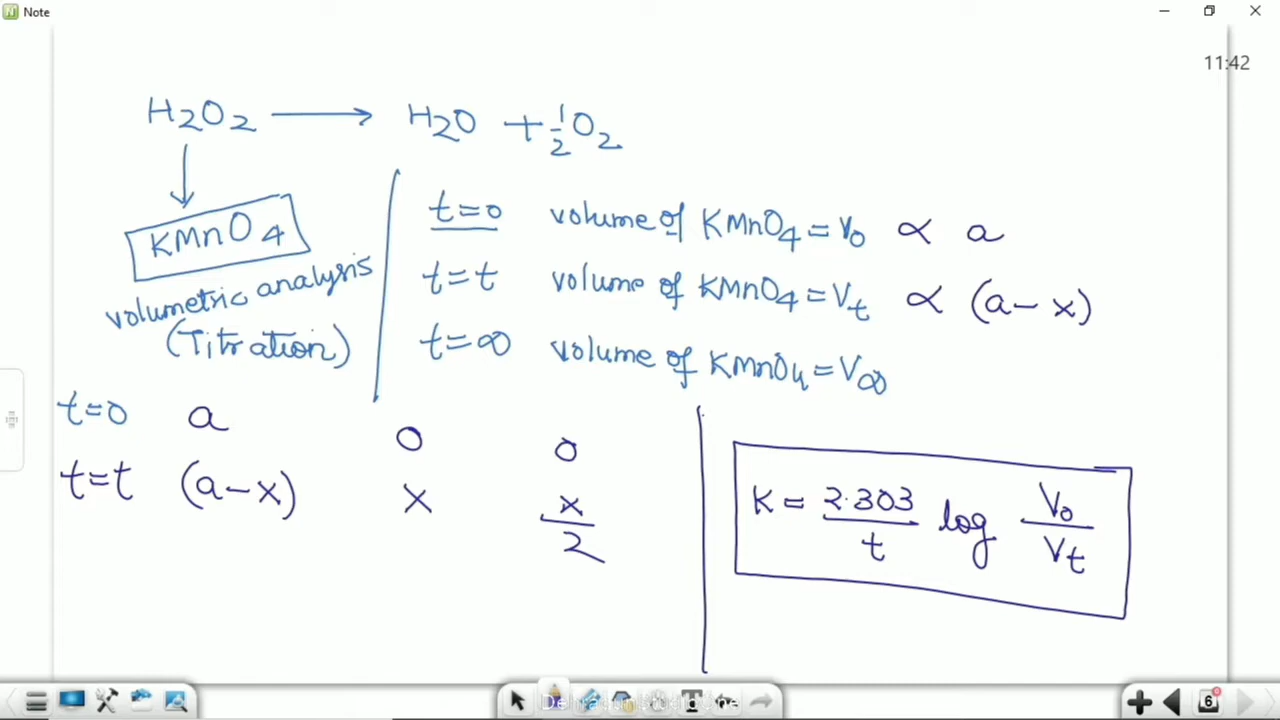 Note
11:42
H2O2 ⟶ H2O + 1/2 O2
KMnO4
volumetric analysis
(Titration)
t=0 volume of KMnO4 = V0 ∝ a
t=t volume of KMnO4 = Vt ∝ (a-x)
t=∞ volume of KMnO4 = V∞
t=0 a 0 0
t=t (a-x) x x/2
K = 2.303/t log V0/Vt
6